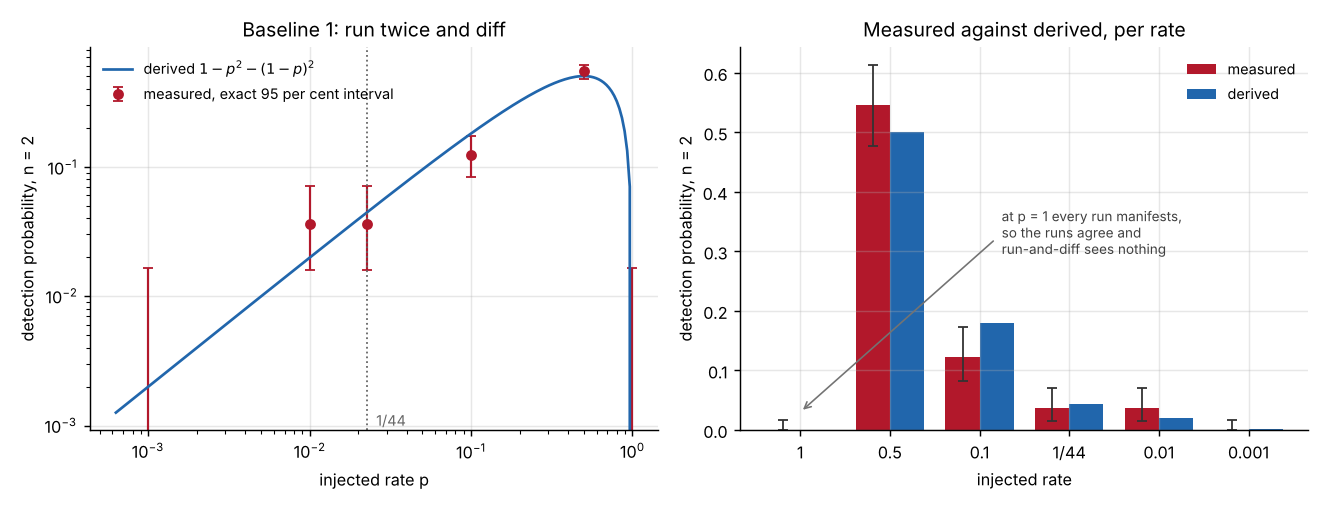 Baseline 1: run twice and diff
derived 1 − p² − (1 − p)²
measured, exact 95 per cent interval
detection probability, n = 2
10⁻¹
10⁻²
10⁻³
1/44
10⁻³
10⁻²
10⁻¹
10⁰
injected rate p
Measured against derived, per rate
measured
derived
detection probability, n = 2
0.6
0.5
0.4
0.3
0.2
0.1
0.0
at p = 1 every run manifests,
so the runs agree and
run-and-diff sees nothing
1
0.5
0.1
1/44
0.01
0.001
injected rate